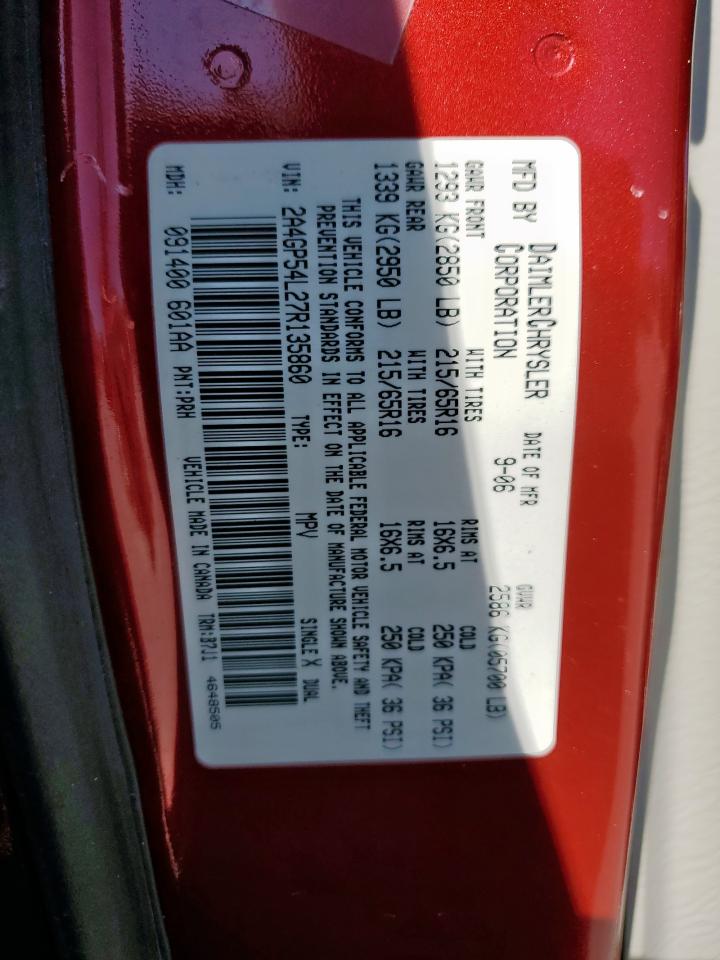 MFD BY DAIMLERCHRYSLER CORPORATION DATE OF MFR 9-06 GVWR 2586 KG(05700 LB)
GAWR FRONT WITH TIRES RIMS AT COLD
1293 KG(2850 LB) 215/65R16 16X6.5 250 KPA( 36 PSI)
GAWR REAR WITH TIRES RIMS AT COLD
1339 KG(2950 LB) 215/65R16 16X6.5 250 KPA( 36 PSI)
THIS VEHICLE CONFORMS TO ALL APPLICABLE FEDERAL MOTOR VEHICLE SAFETY AND THEFT
PREVENTION STANDARDS IN EFFECT ON THE DATE OF MANUFACTURE SHOWN ABOVE.
VIN: 2A4GP54L27R135860 TYPE: MPV SINGLE X DUAL
MDH: 091400 601AA PNT:PRH VEHICLE MADE IN CANADA TRM:B7J1 4648505